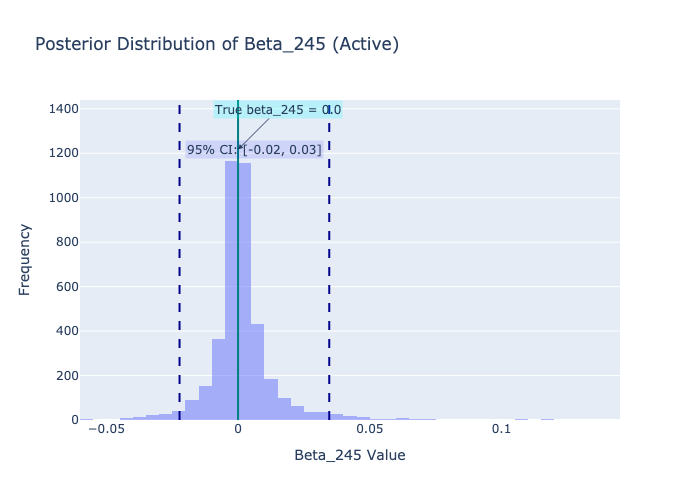 Posterior Distribution of Beta_245 (Active)
1400
True beta_245 = 0.0
1200
95% CI: [-0.02, 0.03]
1000
800
600
400
200
0
Frequency
−0.05
0
0.05
0.1
Beta_245 Value